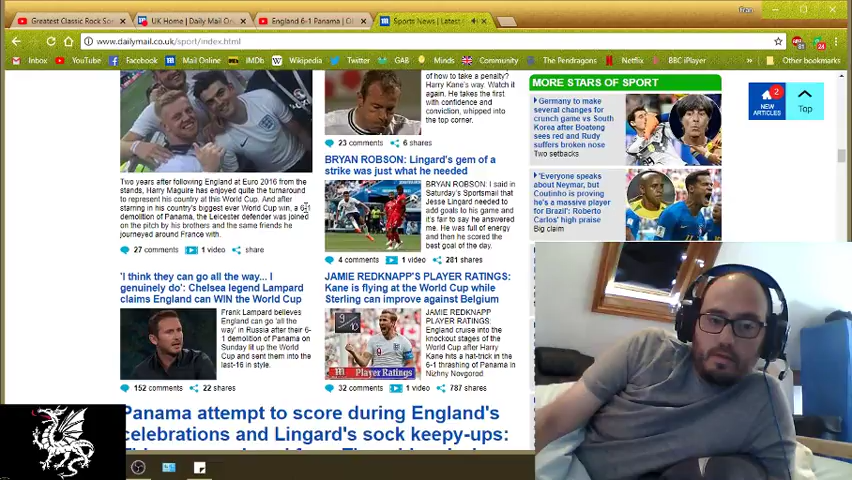 Greatest Classic Rock Son
UK Home | Daily Mail Onl
England 6-1 Panama | Cl
Sports News | Latest
Fran
www.dailymail.co.uk/sport/index.html
Inbox YouTube Facebook Mail Online IMDb Wikipedia Twitter GAB Minds Community The Pendragons Netflix BBC iPlayer Other bookmarks
Two years after following England at Euro 2016 from the
stands, Harry Maguire has enjoyed quite the turnaround
to represent his country at this World Cup. And after
starring in his country's biggest ever World Cup win, a 6-1
demolition of Panama, the Leicester defender was joined
on the pitch by his brothers and the same friends he
journeyed around France with.
27 comments 1 video share
'I think they can go all the way... I
genuinely do': Chelsea legend Lampard
claims England can WIN the World Cup
Frank Lampard
believes
England can go 'all
the way' in Russia
after their 6-
1 demolition of
Panama on
Sunday lit up the
World Cup and
sent them into the
last-16 in style.
152 comments 22 shares
of how to take a penalty?
Harry Kane's way. Watch it
again. He takes the first
with confidence and
conviction, whipped into
the top corner.
23 comments 6 shares
BRYAN ROBSON: Lingard's gem of a
strike was just what he needed
BRYAN ROBSON: I said in
Saturday's Sportsmail that
Jesse Lingard needed to
add goals to his game and
it's fair to say he answered
me. He was full of energy
and then he scored the
best goal of the day.
4 comments 281 shares
JAMIE REDKNAPP'S PLAYER RATINGS:
Kane is flying at the World Cup while
Sterling can improve against Belgium
9/10
Player Ratings
JAMIE REDKNAPP
PLAYER RATINGS:
England cruise into the
knockout stages of the
World Cup after Harry
Kane hits a hat-trick in the
6-1 thrashing of Panama in
Nizhny Novgorod
32 comments 1 video 787 shares
Panama attempt to score during England's
celebrations and Lingard's sock keepy-ups:
MORE STARS OF SPORT
Germany to make
several changes for
crunch game vs South
Korea after Boateng
sees red and Rudy
suffers broken nose
Two setbacks
'Everyone speaks
about Neymar, but
Coutinho is proving
he's a massive player
for Brazil': Roberto
Carlos' high praise
Big claim
2
NEW
ARTICLES
Top